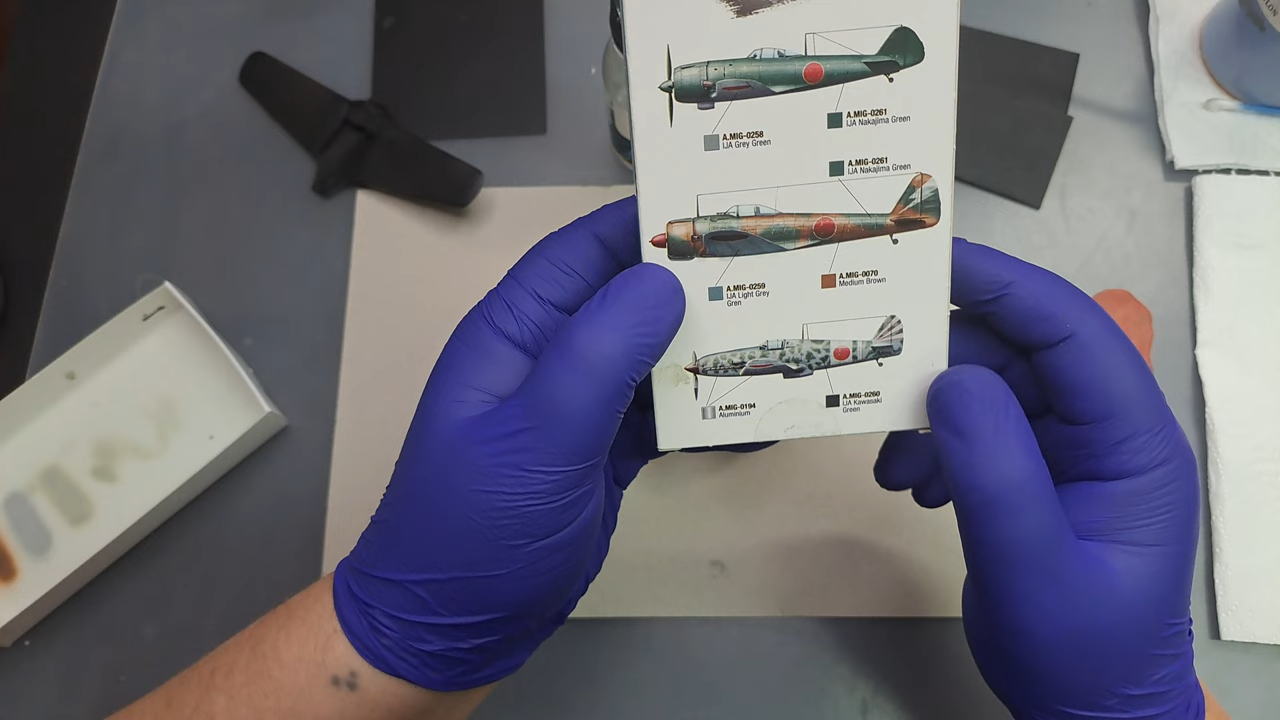 A.MIG-0261
IJA Nakajima Green
A.MIG-0258
IJA Grey Green
A.MIG-0261
IJA Nakajima Green
A.MIG-0070
Medium Brown
A.MIG-0259
IJA Light Grey
Gren
A.MIG-0260
IJA Kawasaki
Green
A.MIG-0194
Aluminium